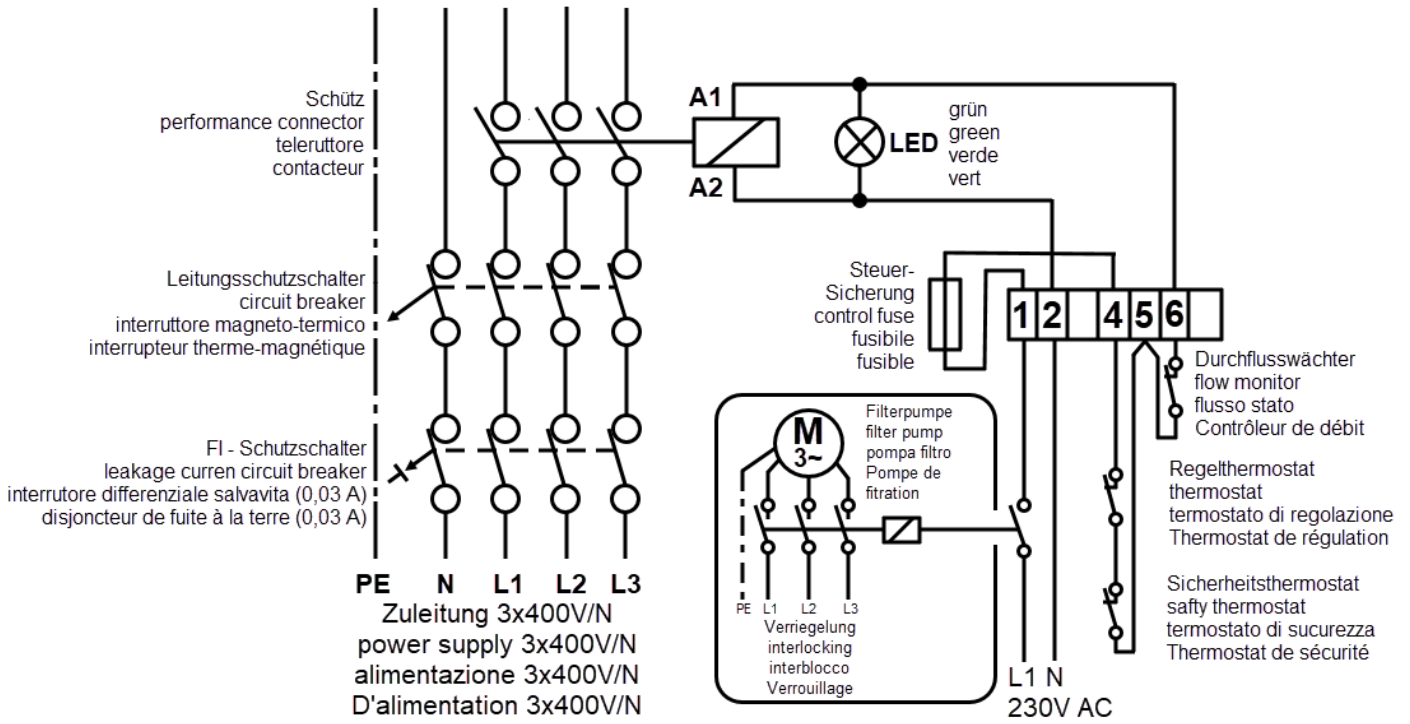 Schütz
performance connector
teleruttore
contacteur
A1
A2
LED
grün
green
verde
vert
Leitungsschutzschalter
circuit breaker
interruttore magneto-termico
interrupteur therme-magnétique
Steuer-
Sicherung
control fuse
fusibile
fusible
1 2 4 5 6
Durchflusswächter
flow monitor
flusso stato
Contrôleur de débit
FI - Schutzschalter
leakage curren circuit breaker
interrutore differenziale salvavita (0,03 A)
disjoncteur de fuite à la terre (0,03 A)
M
3~
Filterpumpe
filter pump
pompa filtro
Pompe de
fitration
Regelthermostat
thermostat
termostato di regolazione
Thermostat de régulation
Sicherheitsthermostat
safty thermostat
termostato di sucurezza
Thermostat de sécurité
PE N L1 L2 L3
Zuleitung 3x400V/N
power supply 3x400V/N
alimentazione 3x400V/N
D'alimentation 3x400V/N
PE L1 L2 L3
Verriegelung
interlocking
interblocco
Verrouillage
L1 N
230V AC